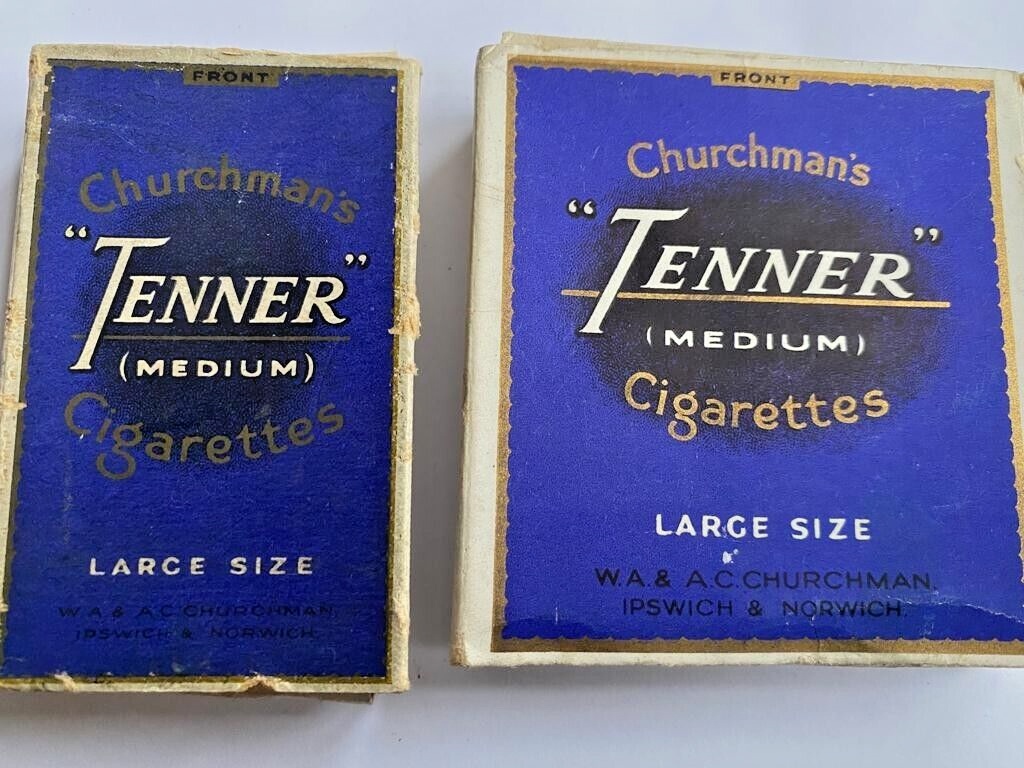 FRONT
Churchman's
"TENNER"
(MEDIUM)
Cigarettes
LARGE SIZE
W.A & A.C CHURCHMAN,
IPSWICH & NORWICH.
FRONT
Churchman's
"TENNER"
(MEDIUM)
Cigarettes
LARGE SIZE
W.A.& A.C.CHURCHMAN.
IPSWICH & NORWICH.